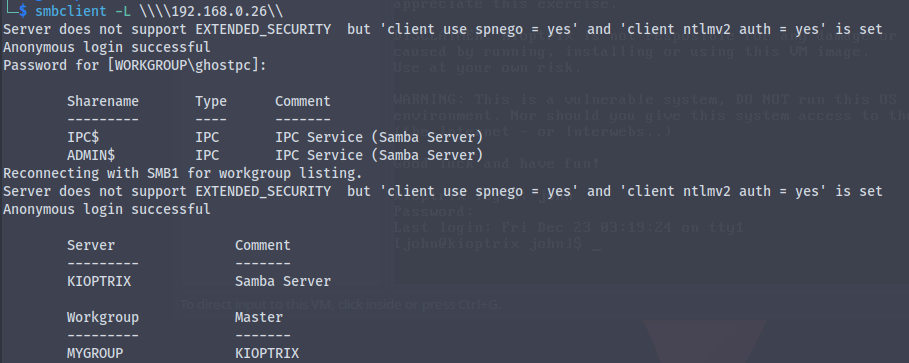 appreciate this exercise.
└─$ smbclient -L \\\\192.168.0.26\\
Server does not support EXTENDED_SECURITY  but 'client use spnego = yes' and 'client ntlmv2 auth = yes' is set
Anonymous login successful
caused by running, installing or using this VM image.
Password for [WORKGROUP\ghostpc]:
Use at your own risk.
WARNING: This is a vulnerable system, DO NOT run this OS
Sharename       Type      Comment
---------       ----      -------
environment. Nor should you give this system access to the
IPC$            IPC       IPC Service (Samba Server)
or Interwebs..)
ADMIN$          IPC       IPC Service (Samba Server)
and have fun!
Reconnecting with SMB1 for workgroup listing.
Server does not support EXTENDED_SECURITY  but 'client use spnego = yes' and 'client ntlmv2 auth = yes' is set
Anonymous login successful
Password:
Last login: Fri Dec 23 03:19:24 on tty1
[john@kioptrix john]$ _
Server               Comment
---------            -------
KIOPTRIX             Samba Server
To direct input to this VM, click inside or press Ctrl+G.
Workgroup            Master
---------            -------
MYGROUP              KIOPTRIX